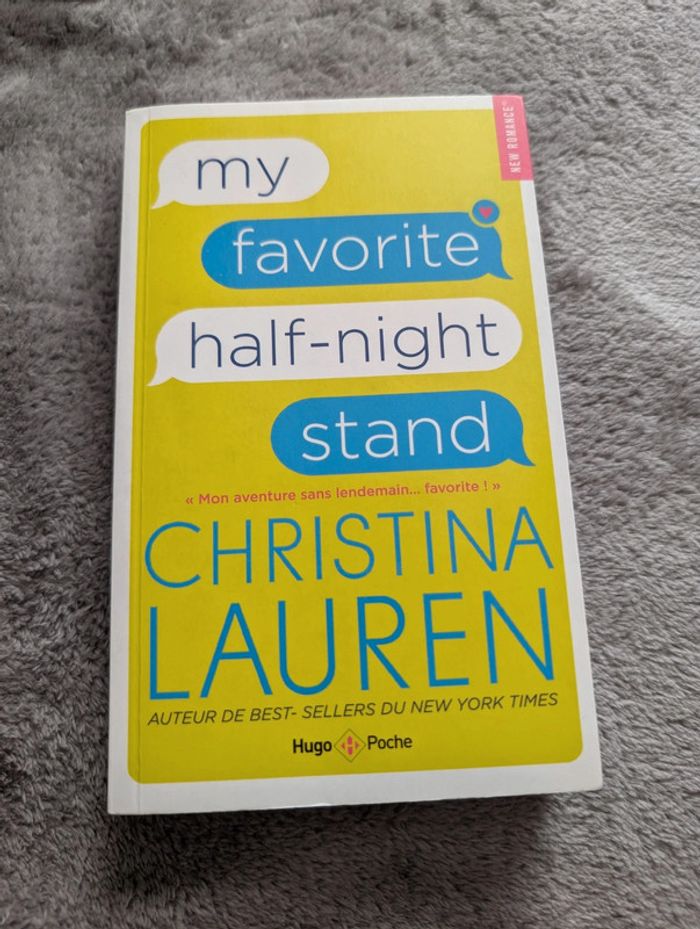 NEW ROMANCE®
my
favorite
half-night
stand
« Mon aventure sans lendemain... favorite ! »
CHRISTINA
LAUREN
AUTEUR DE BEST- SELLERS DU NEW YORK TIMES
Hugo Poche